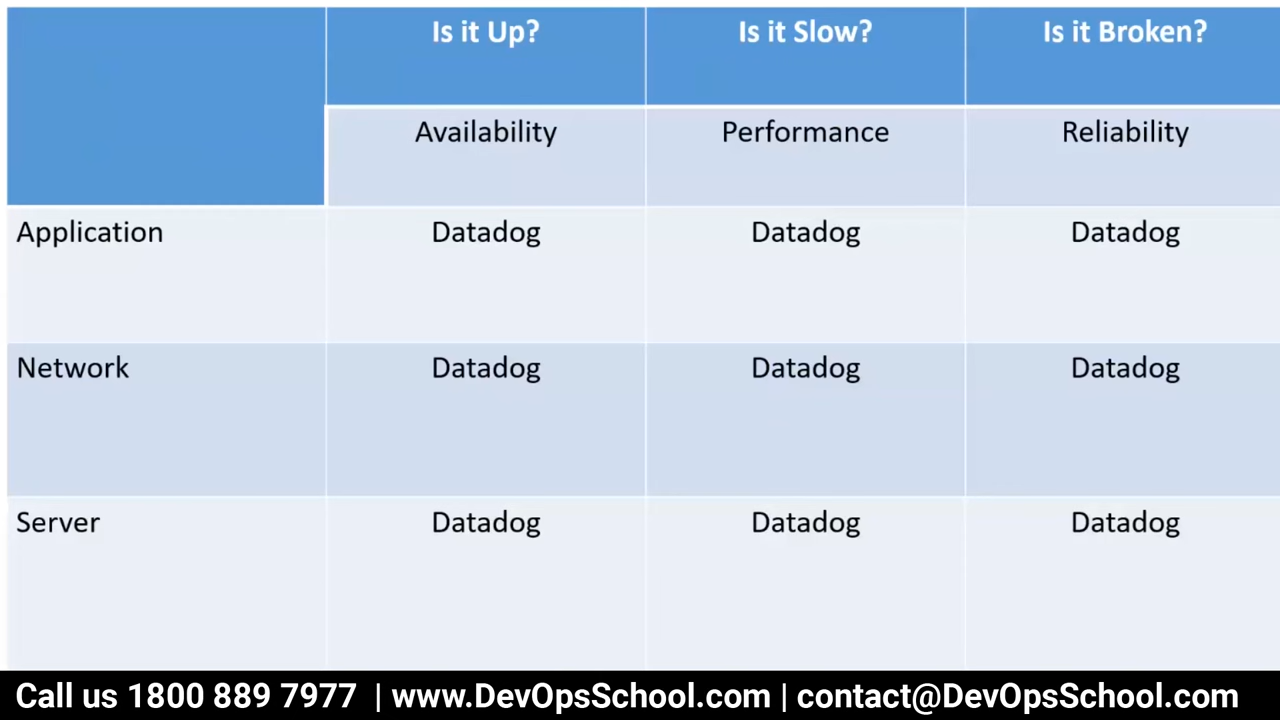 Is it Up? Is it Slow? Is it Broken?
Availability Performance Reliability
Application Datadog Datadog Datadog
Network Datadog Datadog Datadog
Server Datadog Datadog Datadog
Call us 1800 889 7977 | www.DevOpsSchool.com | contact@DevOpsSchool.com